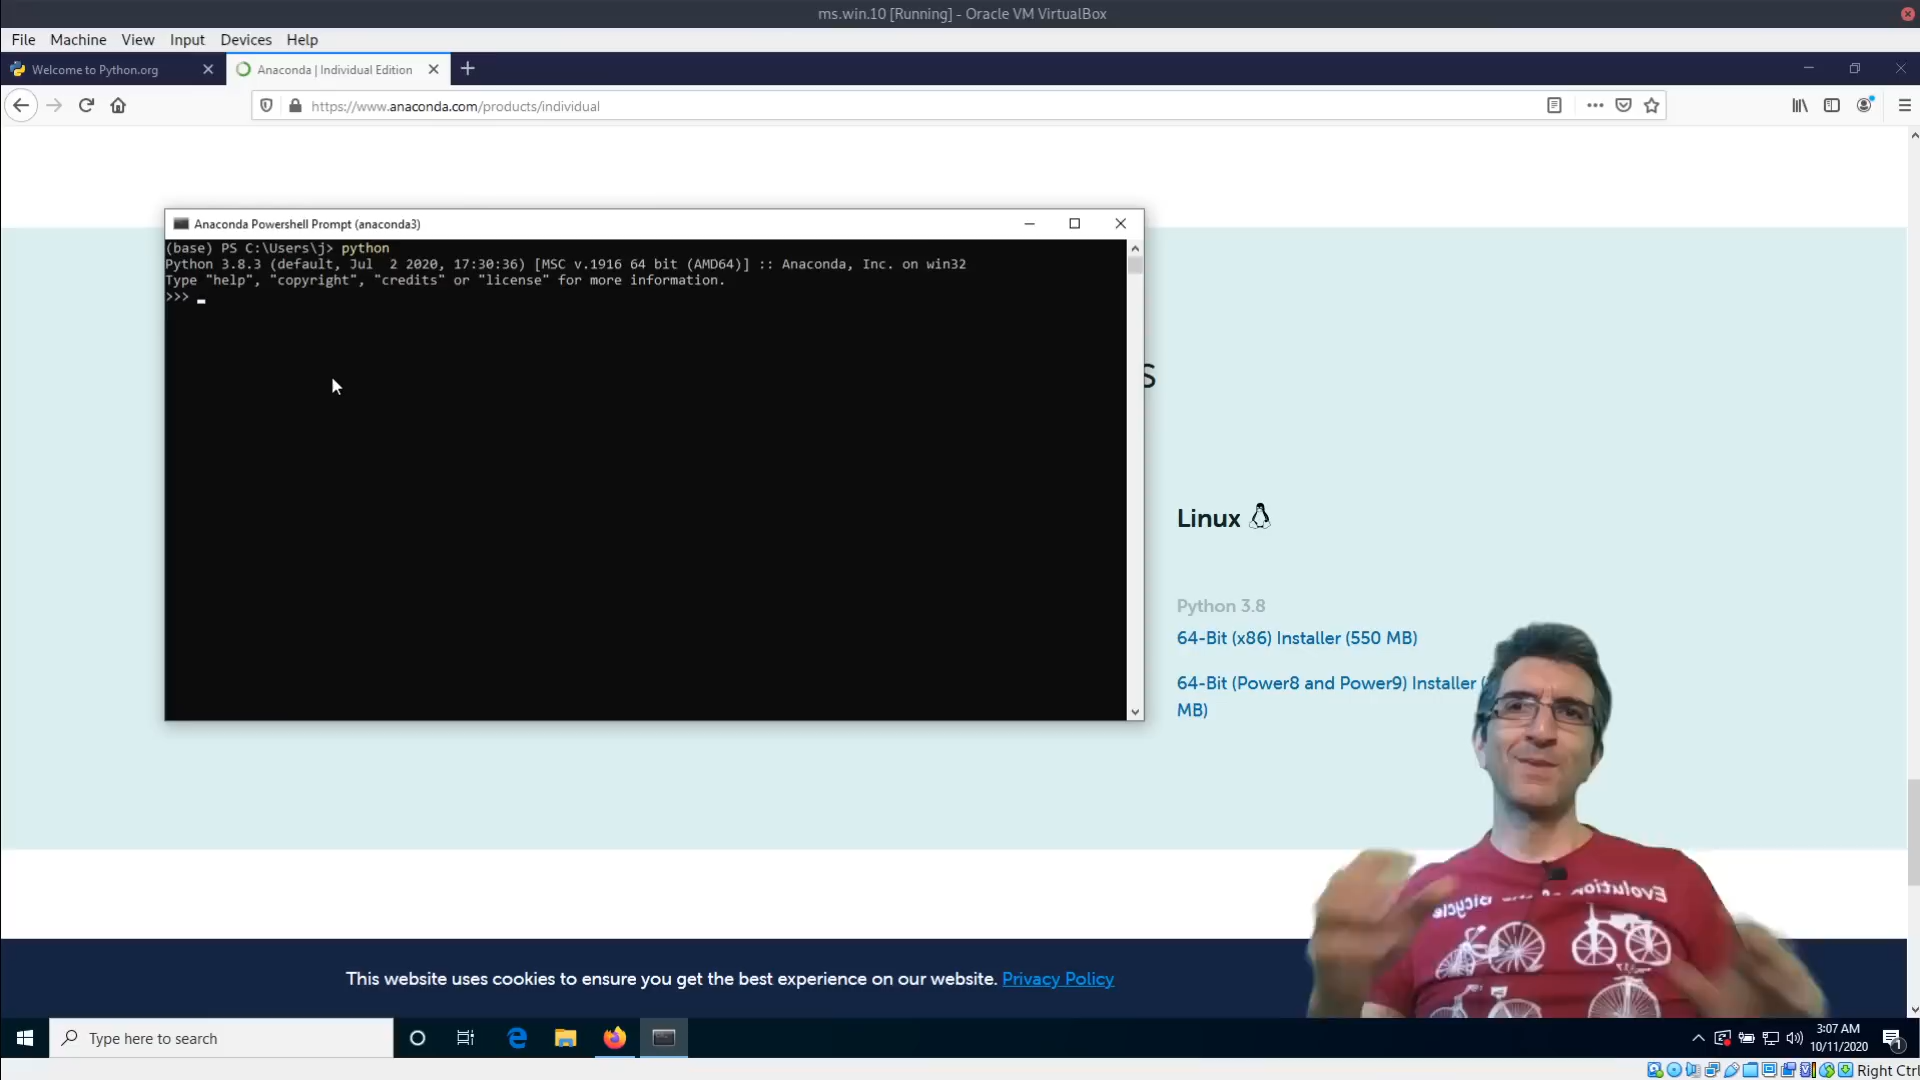 ms.win.10 [Running] - Oracle VM VirtualBox
File Machine View Input Devices Help
Welcome to Python.org
Anaconda | Individual Edition
https://www.anaconda.com/products/individual
Anaconda Powershell Prompt (anaconda3)
(base) PS C:\Users\j> python
Python 3.8.3 (default, Jul  2 2020, 17:30:36) [MSC v.1916 64 bit (AMD64)] :: Anaconda, Inc. on win32
Type "help", "copyright", "credits" or "license" for more information.
>>>
s
Linux
Python 3.8
64-Bit (x86) Installer (550 MB)
64-Bit (Power8 and Power9) Installer (
MB)
Evolution of the Bicycle
This website uses cookies to ensure you get the best experience on our website. Privacy Policy
Type here to search
3:07 AM
10/11/2020
1
Right Ctrl